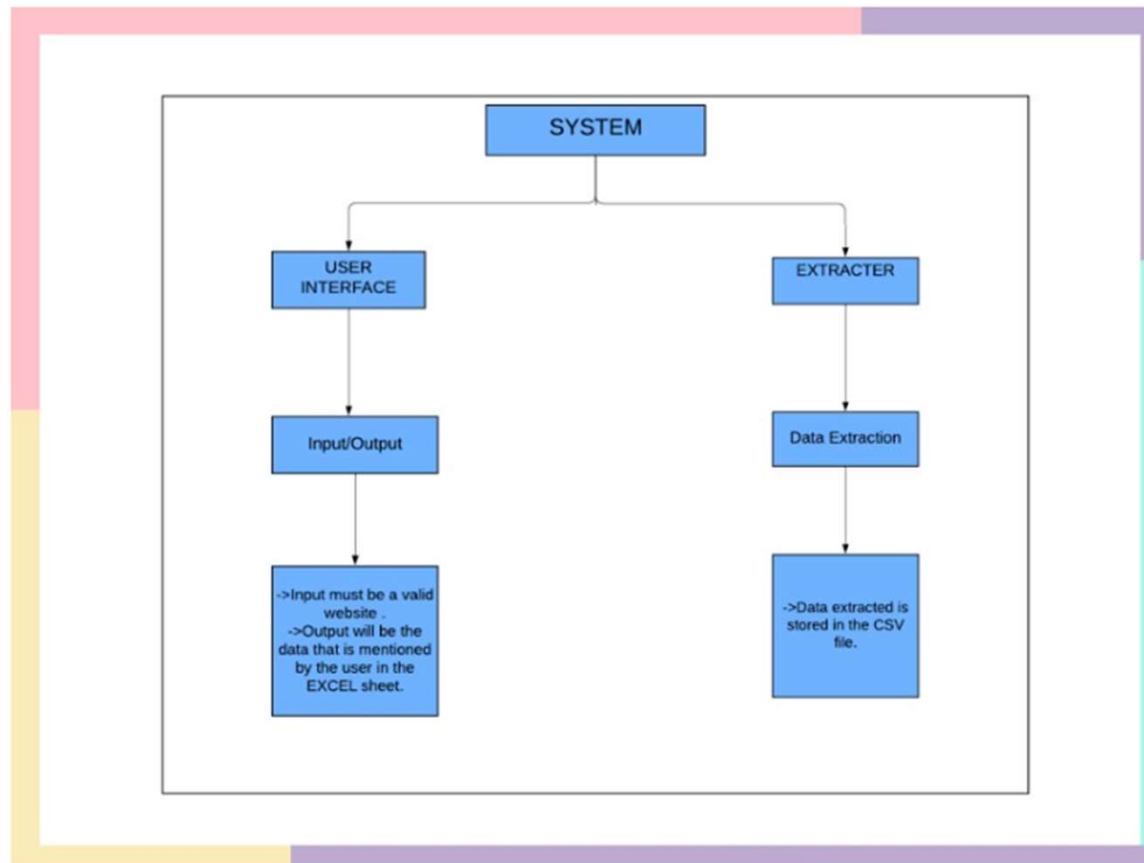 SYSTEM
USER
INTERFACE
EXTRACTER
Input/Output
Data Extraction
->Input must be a valid
website .
->Output will be the
data that is mentioned
by the user in the
EXCEL sheet.
->Data extracted is
stored in the CSV
file.